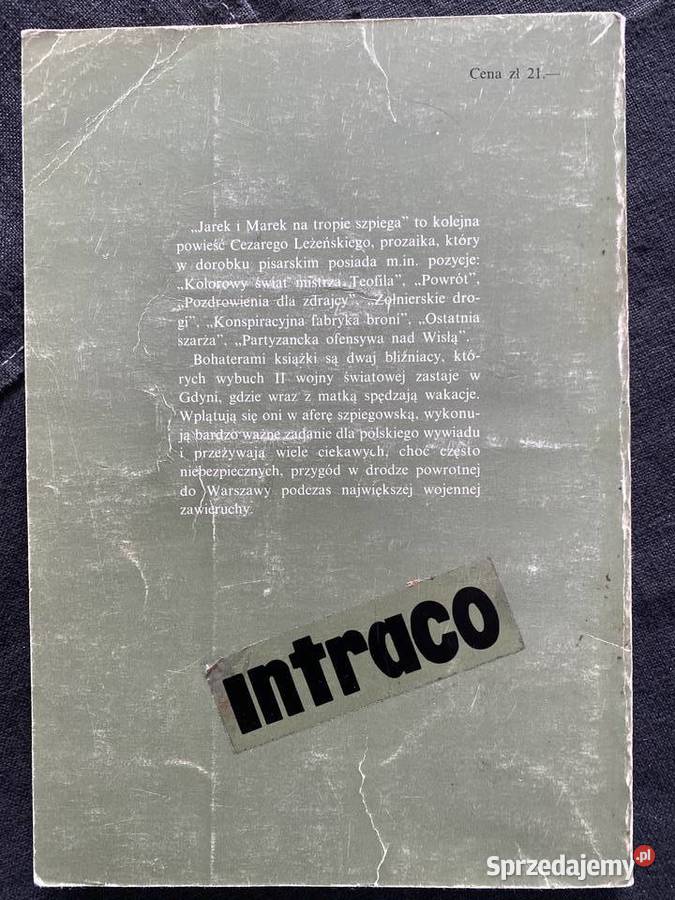 Cena zł 21.—
„Jarek i Marek na tropie szpiega” to kolejna
powieść Cezarego Leżeńskiego, prozaika, który
w dorobku pisarskim posiada m.in. pozycje:
„Kolorowy świat mistrza Teofila”, „Powrót”,
„Pozdrowienia dla zdrajcy”, „Żołnierskie dro-
gi”, „Konspiracyjna fabryka broni”, „Ostatnia
szarża”, „Partyzancka ofensywa nad Wisłą”.
Bohaterami książki są dwaj bliźniacy, któ-
rych wybuch II wojny światowej zastaje w
Gdyni, gdzie wraz z matką spędzają wakacje.
Wplątują się oni w aferę szpiegowską, wykonu-
ją bardzo ważne zadanie dla polskiego wywiadu
i przeżywają wiele ciekawych, choć często
niebezpiecznych, przygód w drodze powrotnej
do Warszawy podczas największej wojennej
zawieruchy.
intraco
Sprzedajemy.pl